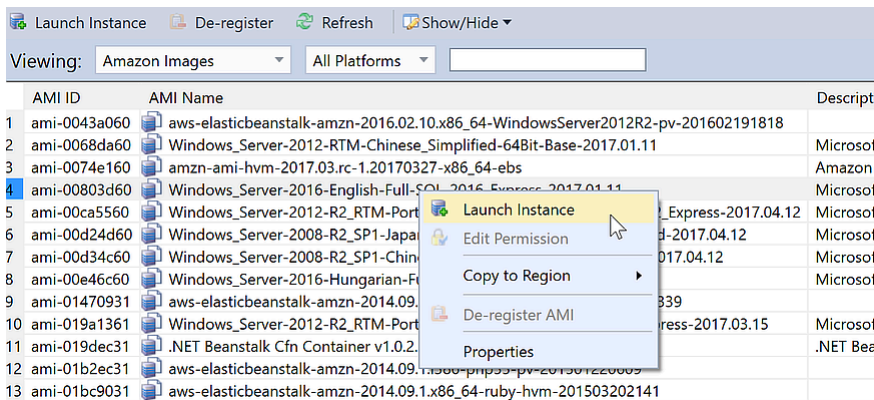 Launch Instance De-register Refresh Show/Hide
Viewing: Amazon Images All Platforms
AMI ID AMI Name Descript
1 ami-0043a060 aws-elasticbeanstalk-amzn-2016.02.10.x86_64-WindowsServer2012R2-pv-201602191818
2 ami-0068da60 Windows_Server-2012-RTM-Chinese_Simplified-64Bit-Base-2017.01.11 Microsof
3 ami-0074e160 amzn-ami-hvm-2017.03.rc-1.20170327-x86_64-ebs Amazon
4 ami-00803d60 Windows_Server-2016-English-Full-SQL_2016_Express-2017.01.11 Microsof
5 ami-00ca5560 Windows_Server-2012-R2_RTM-Port 2_Express-2017.04.12 Microsof
Launch Instance
6 ami-00d24d60 Windows_Server-2008-R2_SP1-Japa d-2017.04.12 Microsof
Edit Permission
7 ami-00d34c60 Windows_Server-2008-R2_SP1-Chin 017.04.12 Microsof
8 ami-00e46c60 Windows_Server-2016-Hungarian-Fu Microsof
Copy to Region
9 ami-01470931 aws-elasticbeanstalk-amzn-2014.09. 339
10 ami-019a1361 Windows_Server-2012-R2_RTM-Port ress-2017.03.15 Microsof
De-register AMI
11 ami-019dec31 .NET Beanstalk Cfn Container v1.0.2. .NET Bea
Properties
12 ami-01b2ec31 aws-elasticbeanstalk-amzn-2014.09.1.i386-php55-pv-201501220609
13 ami-01bc9031 aws-elasticbeanstalk-amzn-2014.09.1.x86_64-ruby-hvm-201503202141